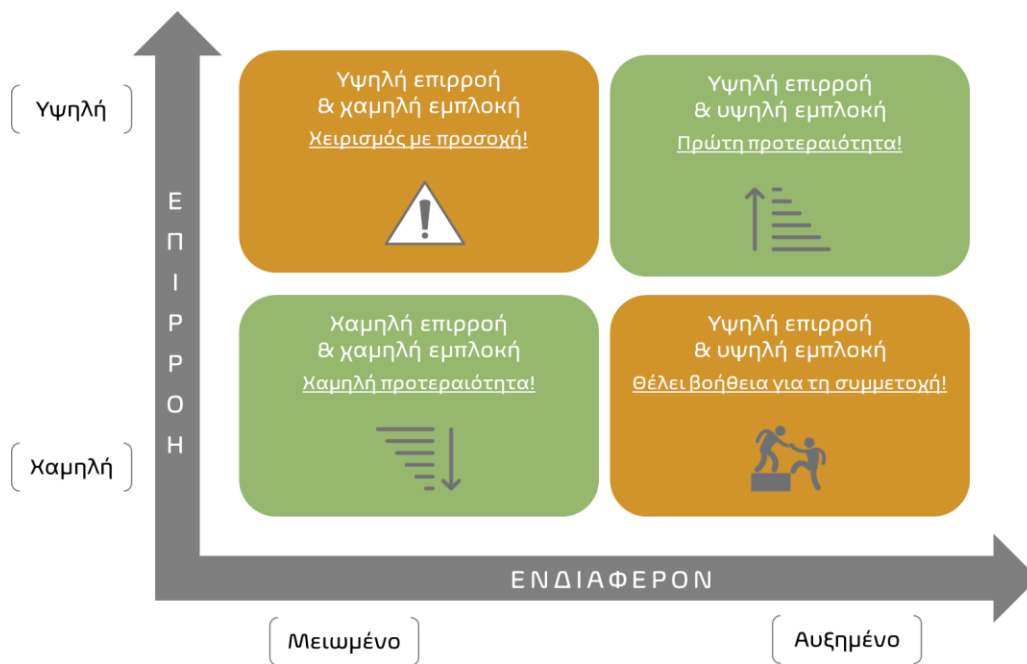 Υψηλή
Χαμηλή
ΕΠΙΡΡΟΗ
Υψηλή επιρροή
& χαμηλή εμπλοκή
Χειρισμός με προσοχή!
Υψηλή επιρροή
& υψηλή εμπλοκή
Πρώτη προτεραιότητα!
Χαμηλή επιρροή
& χαμηλή εμπλοκή
Χαμηλή προτεραιότητα!
Υψηλή επιρροή
& υψηλή εμπλοκή
Θέλει βοήθεια για τη συμμετοχή!
ΕΝΔΙΑΦΕΡΟΝ
Μειωμένο
Αυξημένο